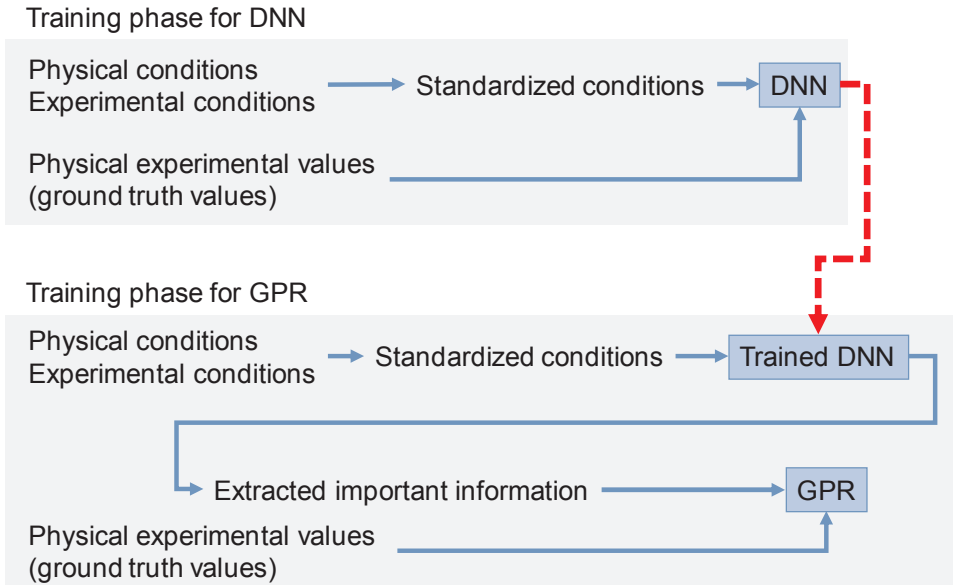 Training phase for DNN
Physical conditions
Experimental conditions
Standardized conditions
DNN
Physical experimental values
(ground truth values)
Training phase for GPR
Physical conditions
Experimental conditions
Standardized conditions
Trained DNN
Extracted important information
GPR
Physical experimental values
(ground truth values)